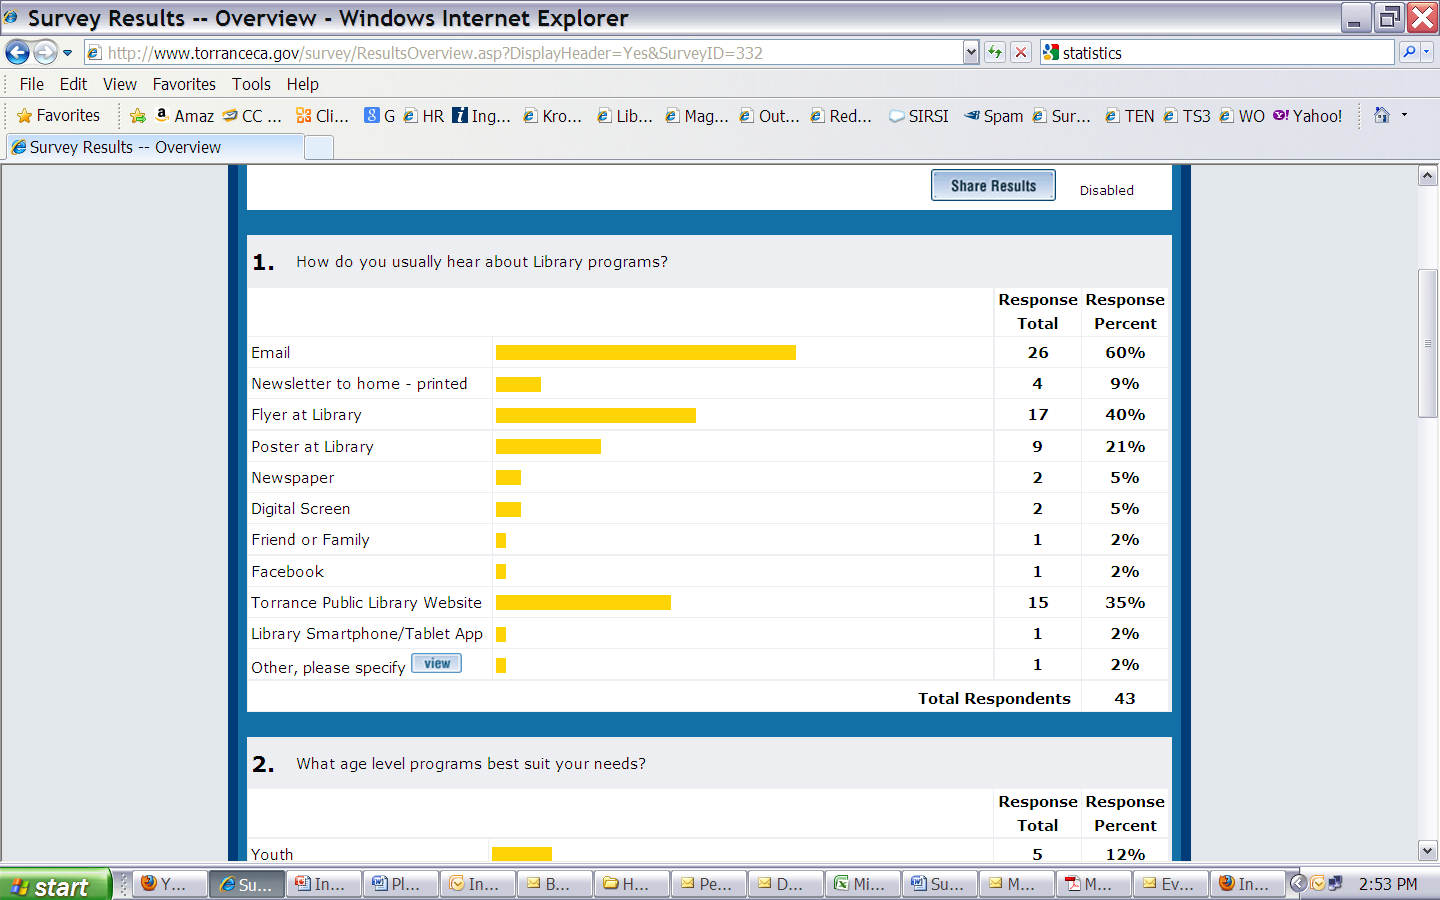 Survey Results -- Overview - Windows Internet Explorer
http://www.torranceca.gov/survey/ResultsOverview.asp?DisplayHeader=Yes&SurveyID=332 statistics
File Edit View Favorites Tools Help
Favorites Amaz CC ... Cli... G HR Ing... Kro... Lib... Mag... Out... Red... SIRSI Spam Sur... TEN TS3 WO Yahoo!
Survey Results -- Overview
Share Results Disabled
1. How do you usually hear about Library programs?
Response Response
Total Percent
Email 26 60%
Newsletter to home - printed 4 9%
Flyer at Library 17 40%
Poster at Library 9 21%
Newspaper 2 5%
Digital Screen 2 5%
Friend or Family 1 2%
Facebook 1 2%
Torrance Public Library Website 15 35%
Library Smartphone/Tablet App 1 2%
Other, please specify view 1 2%
Total Respondents 43
2. What age level programs best suit your needs?
Response Response
Total Percent
Youth 5 12%
start Y... Su... In... Pl... In... B... H... Pe... D... Mi... Su... M... M... Ev... In... 2:53 PM